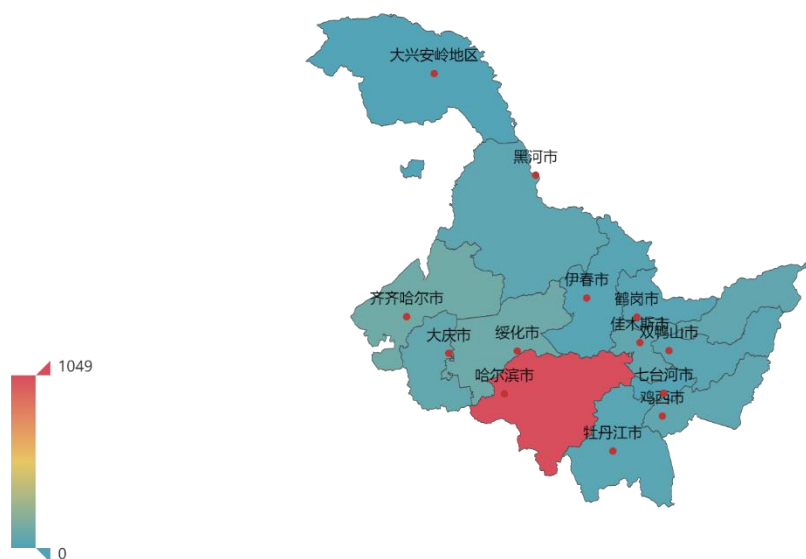 大兴安岭地区
黑河市
伊春市
齐齐哈尔市
鹤岗市
佳木斯市
大庆市
绥化市
双鸭山市
1049
哈尔滨市
七台河市
鸡西市
牡丹江市
0